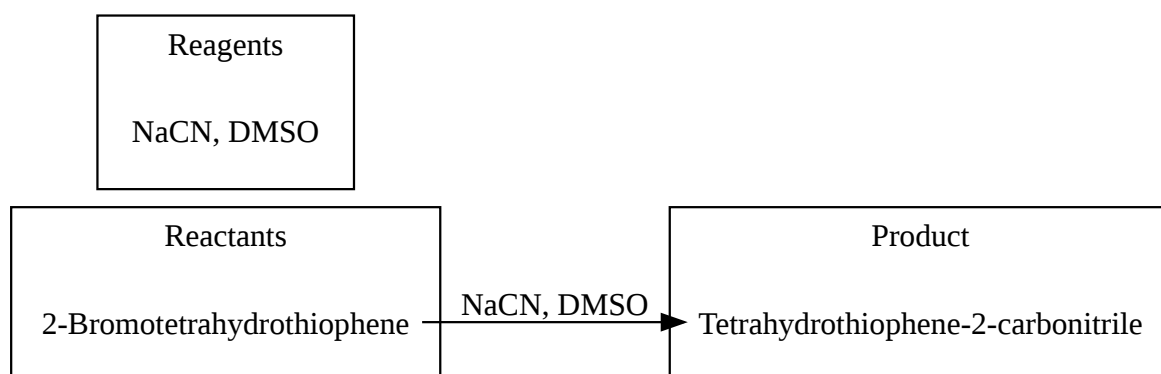 Reagents
NaCN, DMSO
Reactants
2-Bromotetrahydrothiophene
NaCN, DMSO
Product
Tetrahydrothiophene-2-carbonitrile